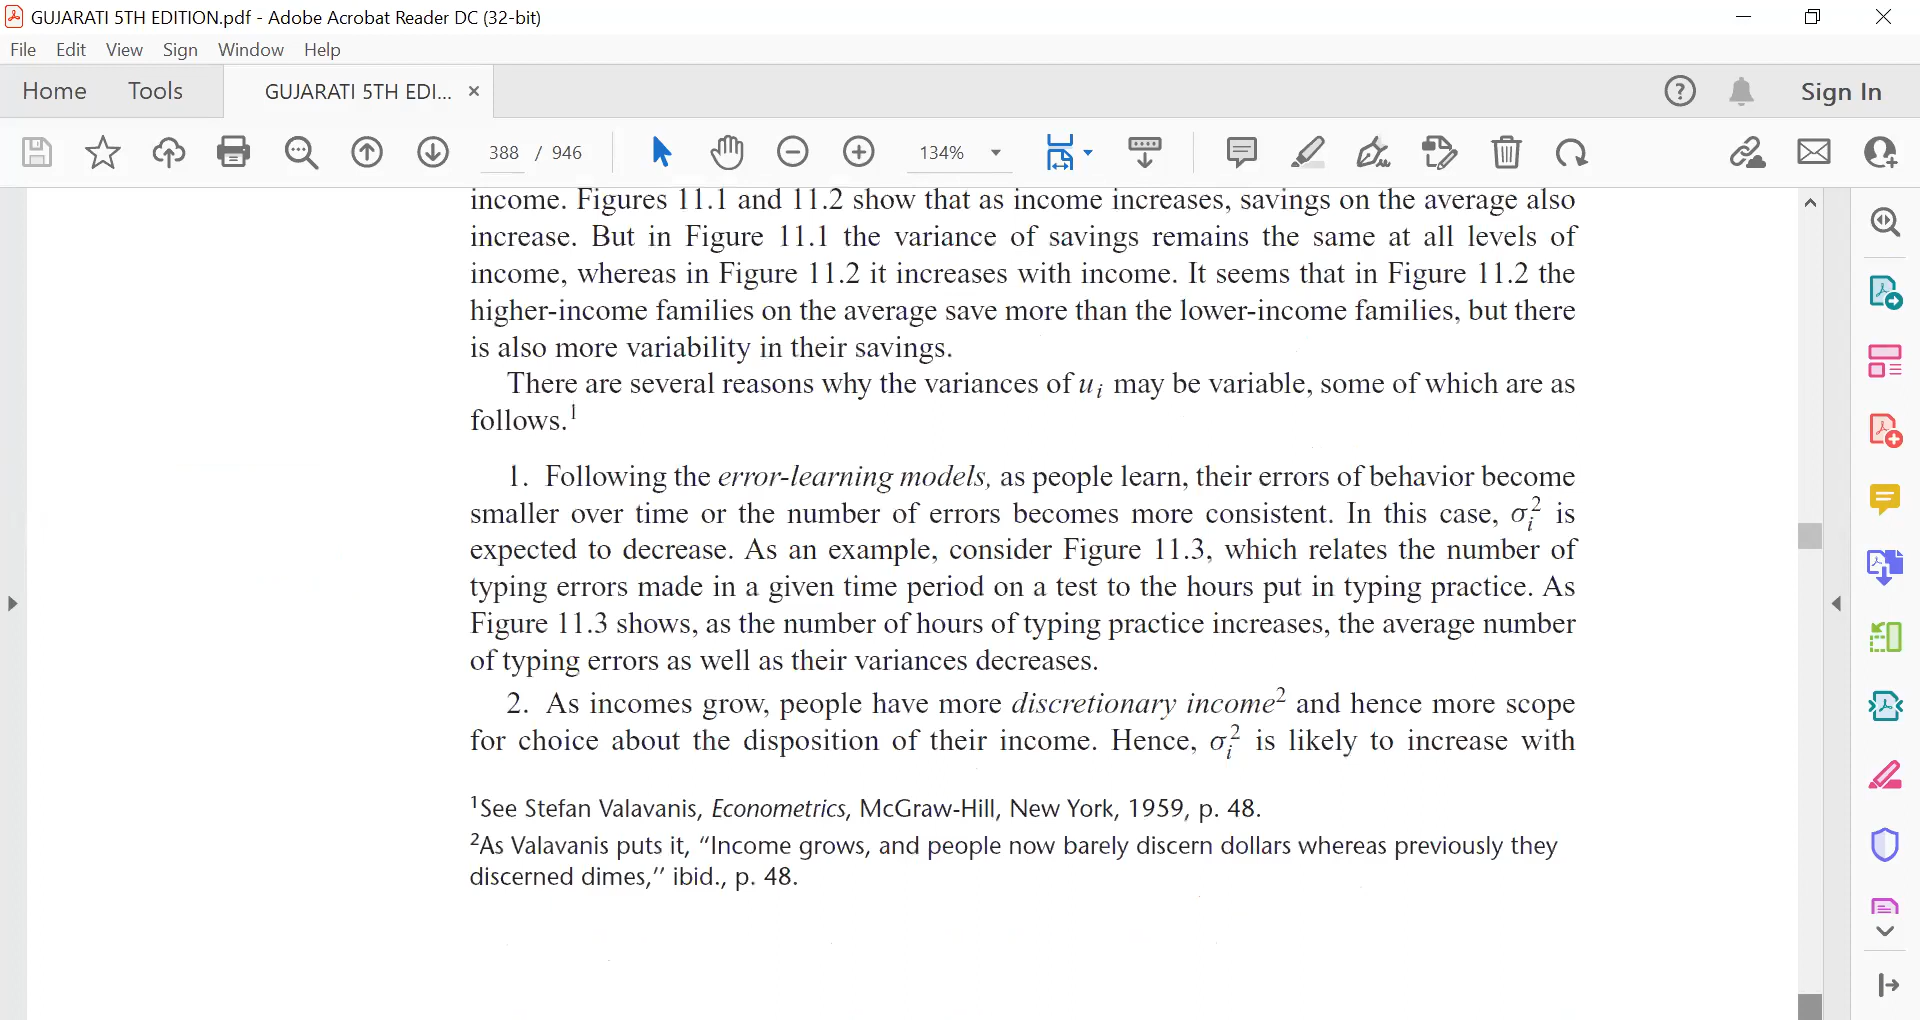 GUJARATI 5TH EDITION.pdf - Adobe Acrobat Reader DC (32-bit)
File Edit View Sign Window Help
Home Tools GUJARATI 5TH EDI... × Sign In
388 / 946 134%
income. Figures 11.1 and 11.2 show that as income increases, savings on the average also
increase. But in Figure 11.1 the variance of savings remains the same at all levels of
income, whereas in Figure 11.2 it increases with income. It seems that in Figure 11.2 the
higher-income families on the average save more than the lower-income families, but there
is also more variability in their savings.
There are several reasons why the variances of uᵢ may be variable, some of which are as
follows.¹
1. Following the error-learning models, as people learn, their errors of behavior become
smaller over time or the number of errors becomes more consistent. In this case, σᵢ² is
expected to decrease. As an example, consider Figure 11.3, which relates the number of
typing errors made in a given time period on a test to the hours put in typing practice. As
Figure 11.3 shows, as the number of hours of typing practice increases, the average number
of typing errors as well as their variances decreases.
2. As incomes grow, people have more discretionary income² and hence more scope
for choice about the disposition of their income. Hence, σᵢ² is likely to increase with
¹See Stefan Valavanis, Econometrics, McGraw-Hill, New York, 1959, p. 48.
²As Valavanis puts it, “Income grows, and people now barely discern dollars whereas previously they
discerned dimes,’’ ibid., p. 48.